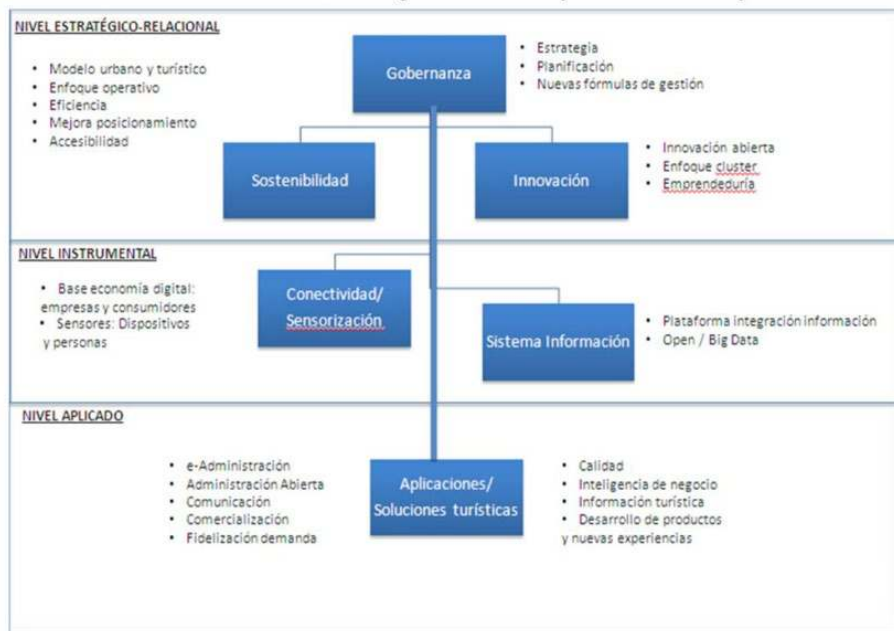 NIVEL ESTRATÉGICO-RELACIONAL
• Modelo urbano y turístico
• Enfoque operativo
• Eficiencia
• Mejora posicionamiento
• Accesibilidad
Gobernanza
• Estrategia
• Planificación
• Nuevas fórmulas de gestión
Sostenibilidad
Innovación
• Innovación abierta
• Enfoque cluster
• Emprendeduría
NIVEL INSTRUMENTAL
• Base economía digital:
empresas y consumidores
• Sensores: Dispositivos
y personas
Conectividad/
Sensorización
Sistema Información
• Plataforma integración información
• Open / Big Data
NIVEL APLICADO
• e-Administración
• Administración Abierta
• Comunicación
• Comercialización
• Fidelización demanda
Aplicaciones/
Soluciones turísticas
• Calidad
• Inteligencia de negocio
• Información turística
• Desarrollo de productos
y nuevas experiencias